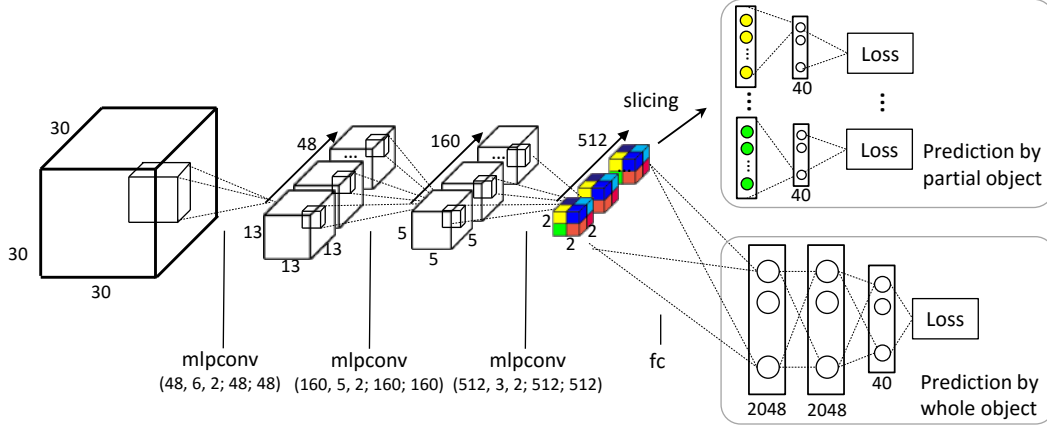 30
30
30
48
13
13
13
mlpconv
(48, 6, 2; 48; 48)
160
5
5
5
mlpconv
(160, 5, 2; 160; 160)
512
2
2
2
mlpconv
(512, 3, 2; 512; 512)
slicing
fc
40
Loss
40
Loss
Prediction by
partial object
2048
2048
40
Loss
Prediction by
whole object